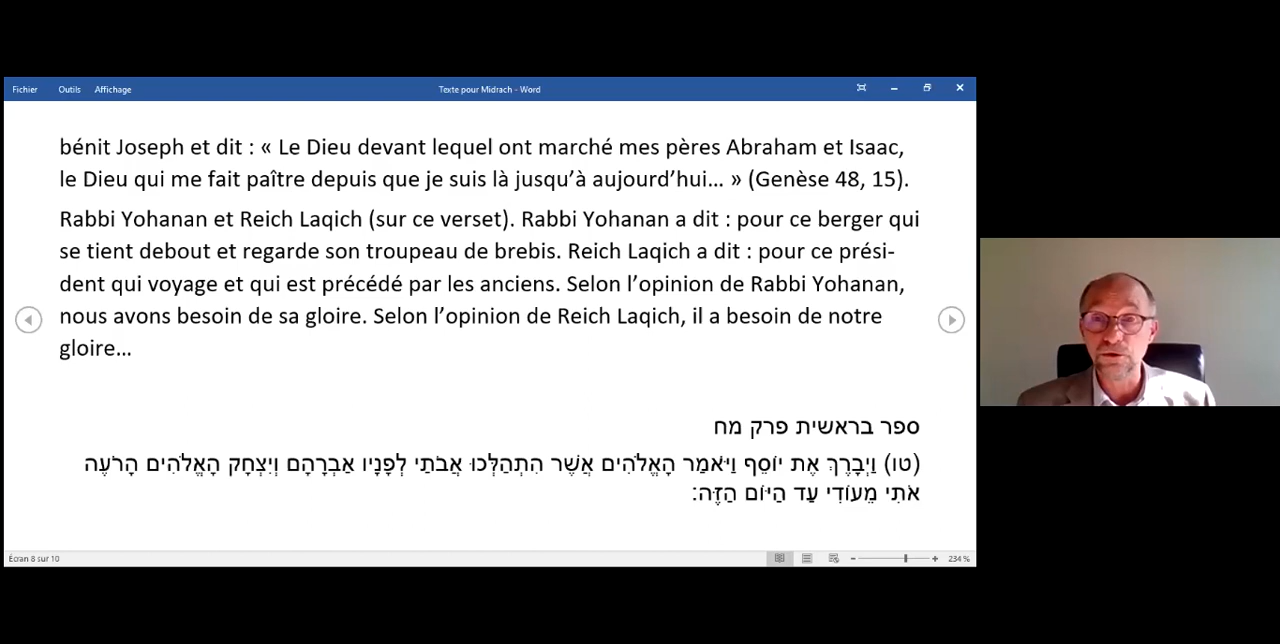 Fichier Outils Affichage Texte pour Midrach - Word
bénit Joseph et dit : « Le Dieu devant lequel ont marché mes pères Abraham et Isaac,
le Dieu qui me fait paître depuis que je suis là jusqu’à aujourd’hui… » (Genèse 48, 15).
Rabbi Yohanan et Reich Laqich (sur ce verset). Rabbi Yohanan a dit : pour ce berger qui
se tient debout et regarde son troupeau de brebis. Reich Laqich a dit : pour ce prési-
dent qui voyage et qui est précédé par les anciens. Selon l’opinion de Rabbi Yohanan,
nous avons besoin de sa gloire. Selon l’opinion de Reich Laqich, il a besoin de notre
gloire…
ספר בראשית פרק מח
(טו) וַיְבָרֶךְ אֶת יוֹסֵף וַיֹּאמַר הָאֱלֹהִים אֲשֶׁר הִתְהַלְּכוּ אֲבֹתַי לְפָנָיו אַבְרָהָם וְיִצְחָק הָאֱלֹהִים הָרֹעֶה
אֹתִי מֵעוֹדִי עַד הַיּוֹם הַזֶּה׃
Écran 8 sur 10 234 %